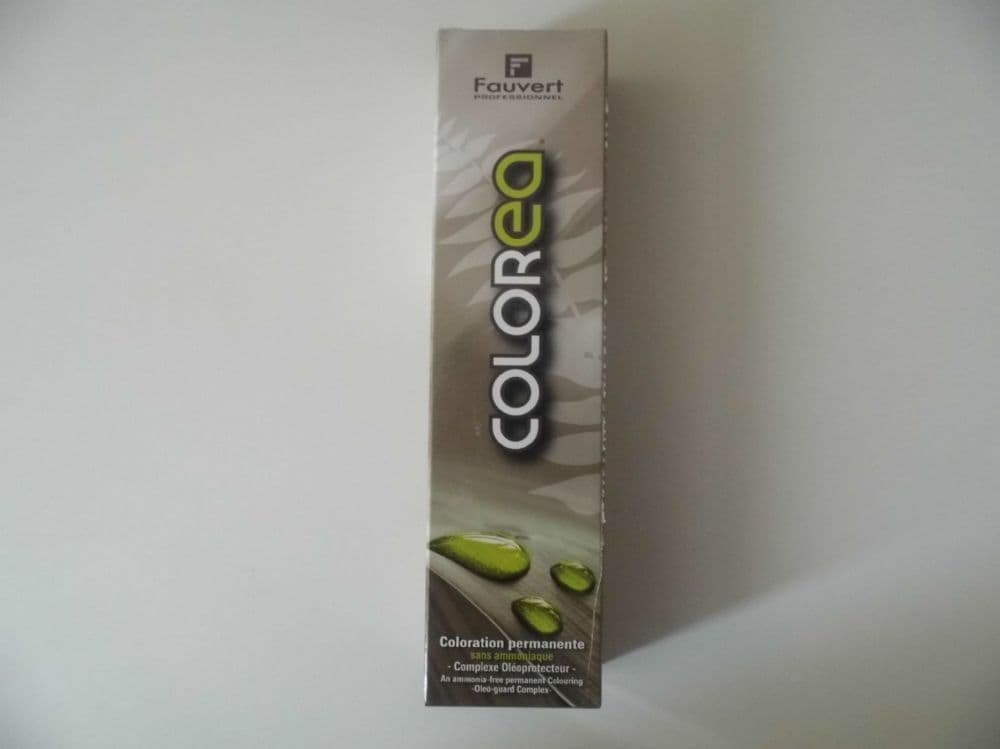 F
Fauvert
PROFESSIONNEL
COLORea
Coloration permanente
sans ammoniaque
- Complexe Oléoprotecteur -
An ammonia-free permanent Colouring
-Oleo-guard Complex-